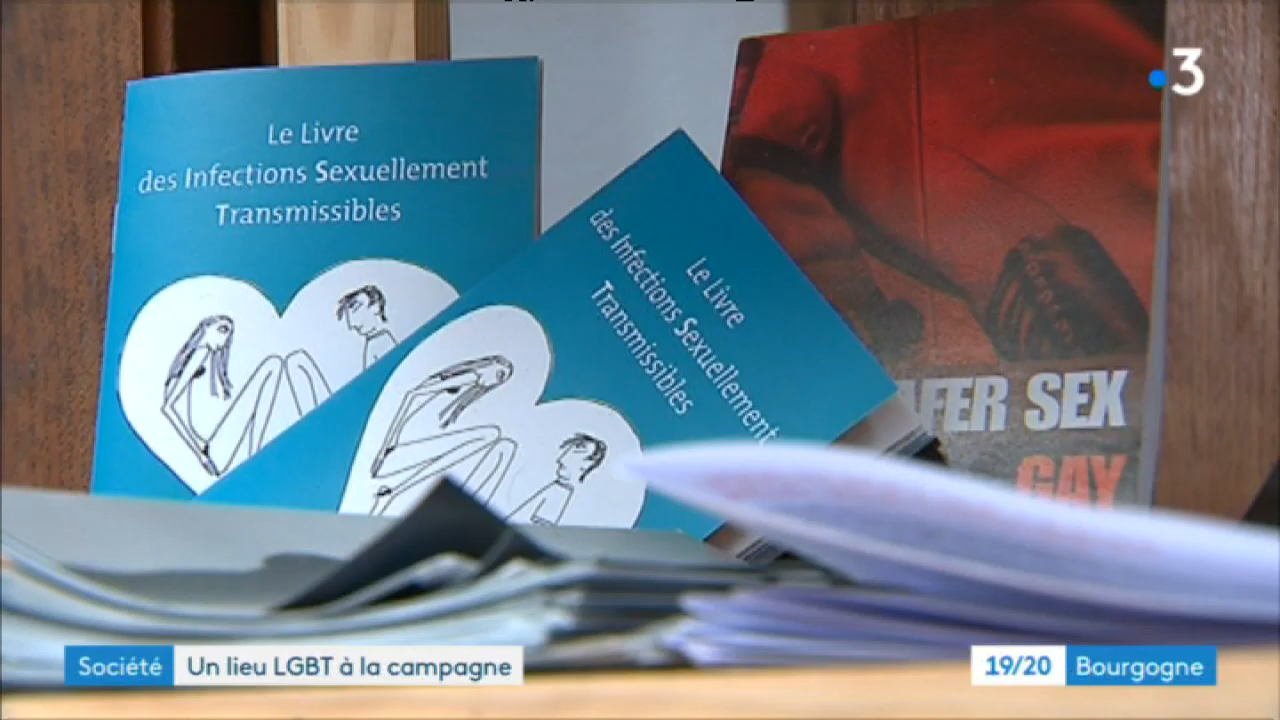 3
Le Livre
des Infections Sexuellement
Transmissibles
Le Livre
des Infections Sexuellement
Transmissibles
AFER SEX
GAY
Société
Un lieu LGBT à la campagne
19/20
Bourgogne